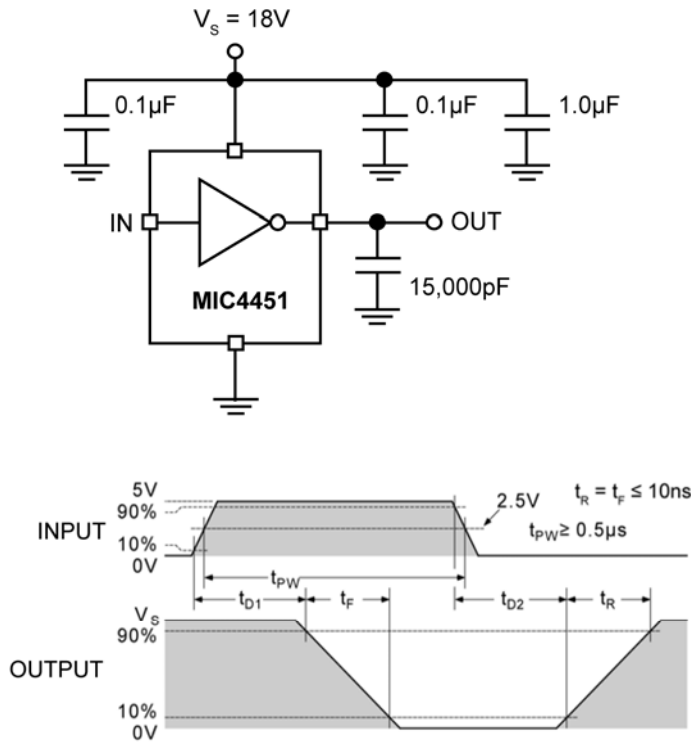 V_S = 18V
0.1µF
0.1µF
1.0µF
IN
OUT
MIC4451
15,000pF
5V
90%
10%
0V
INPUT
2.5V
t_R = t_F ≤ 10ns
t_PW ≥ 0.5µs
t_PW
t_D1
t_F
t_D2
t_R
V_S
90%
OUTPUT
10%
0V